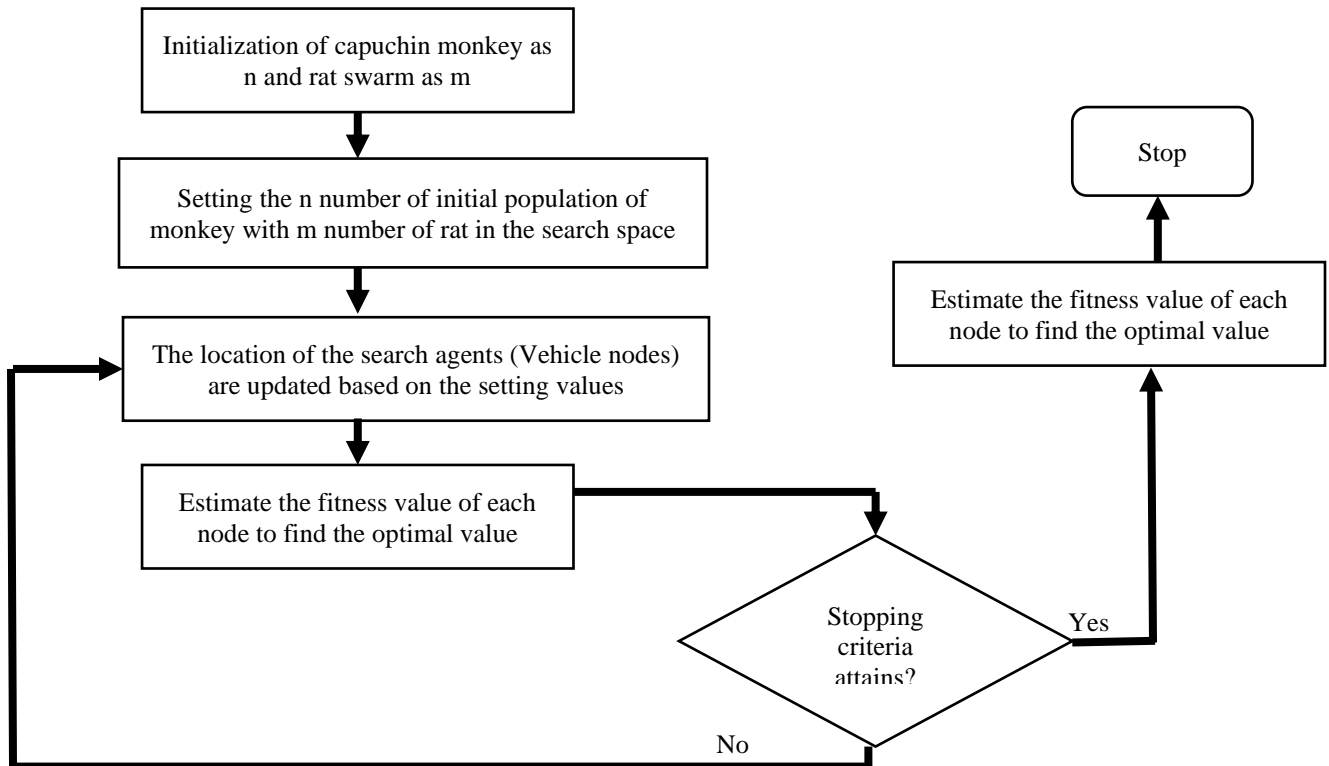 Initialization of capuchin monkey as
n and rat swarm as m
Setting the n number of initial population of
monkey with m number of rat in the search space
The location of the search agents (Vehicle nodes)
are updated based on the setting values
Estimate the fitness value of each
node to find the optimal value
Stopping
criteria
attains?
Yes
No
Estimate the fitness value of each
node to find the optimal value
Stop